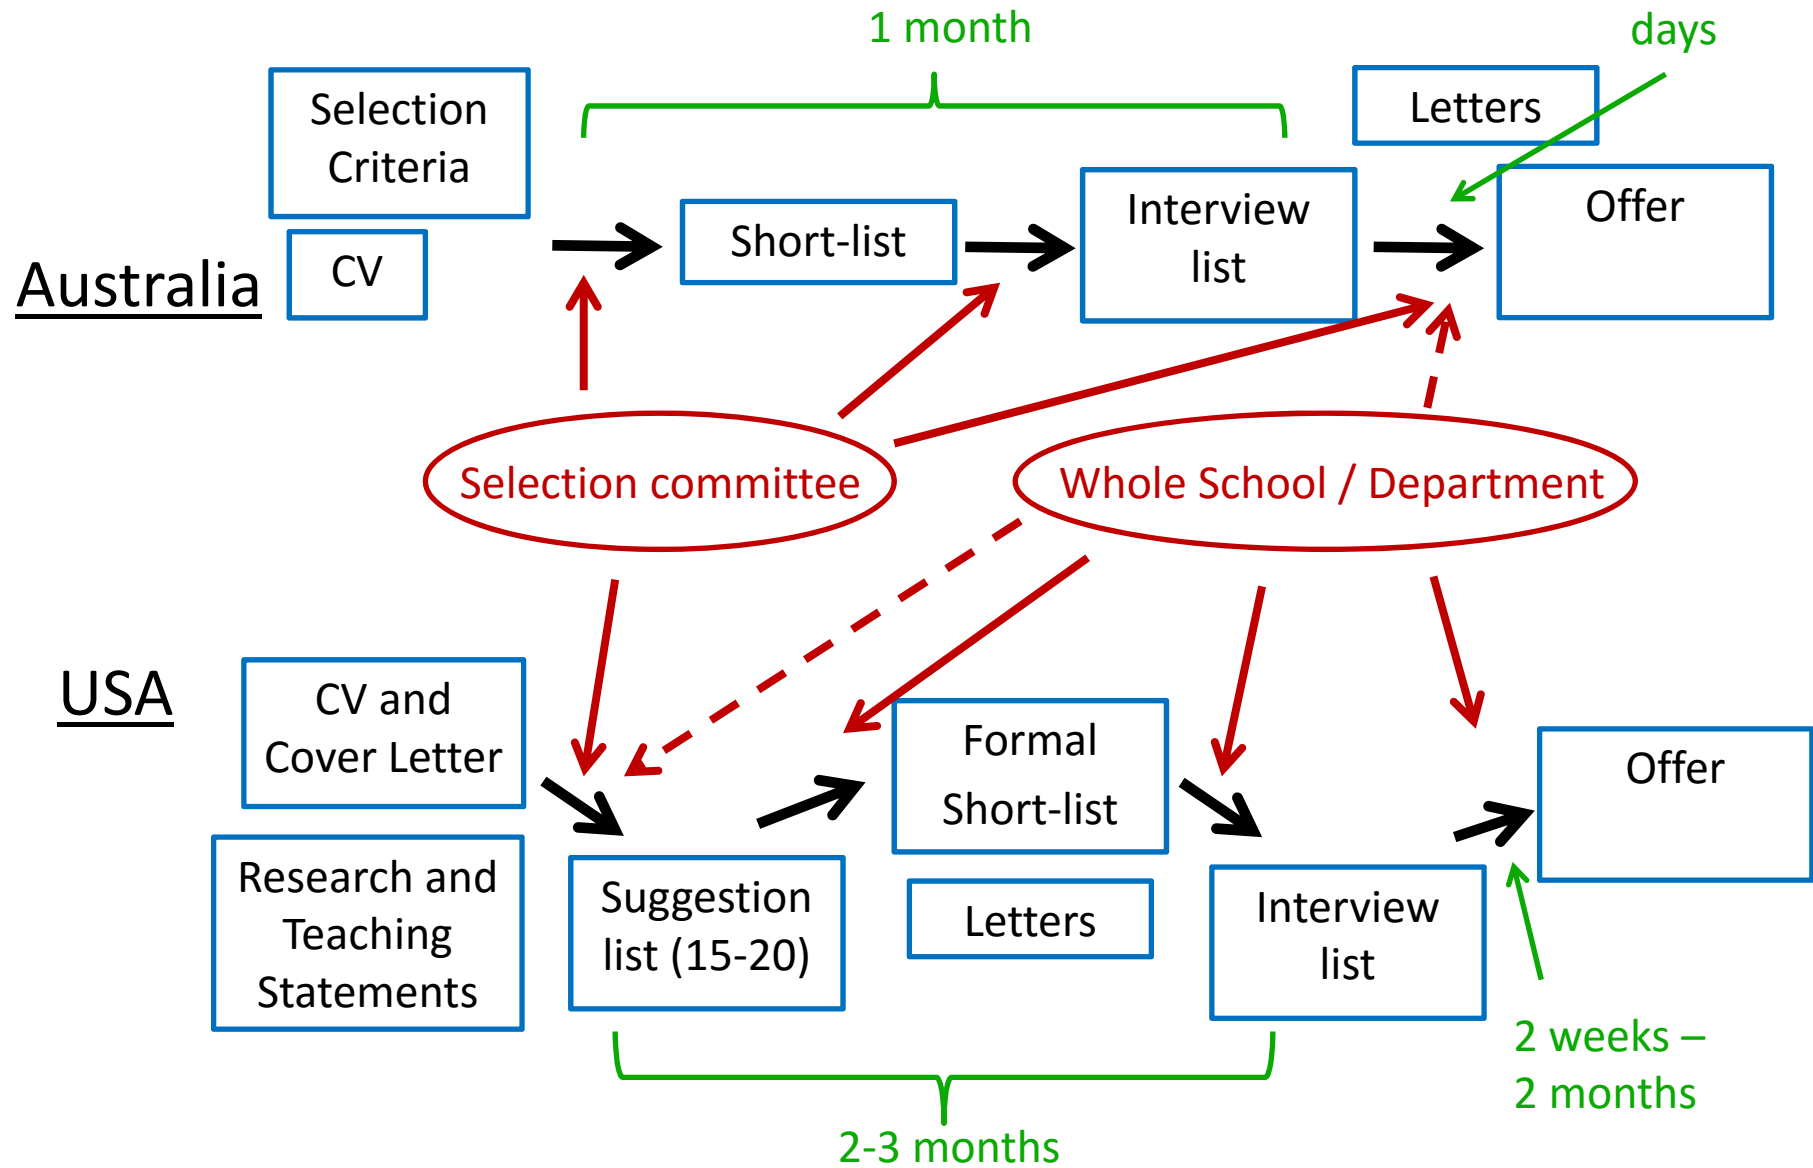 1 month
days
Selection
Criteria
Letters
CV
Short-list
Interview
list
Offer
Australia
Selection committee
Whole School / Department
USA
CV and
Cover Letter
Research and
Teaching
Statements
Suggestion
list (15-20)
Formal
Short-list
Letters
Interview
list
Offer
2 weeks –
2 months
2-3 months